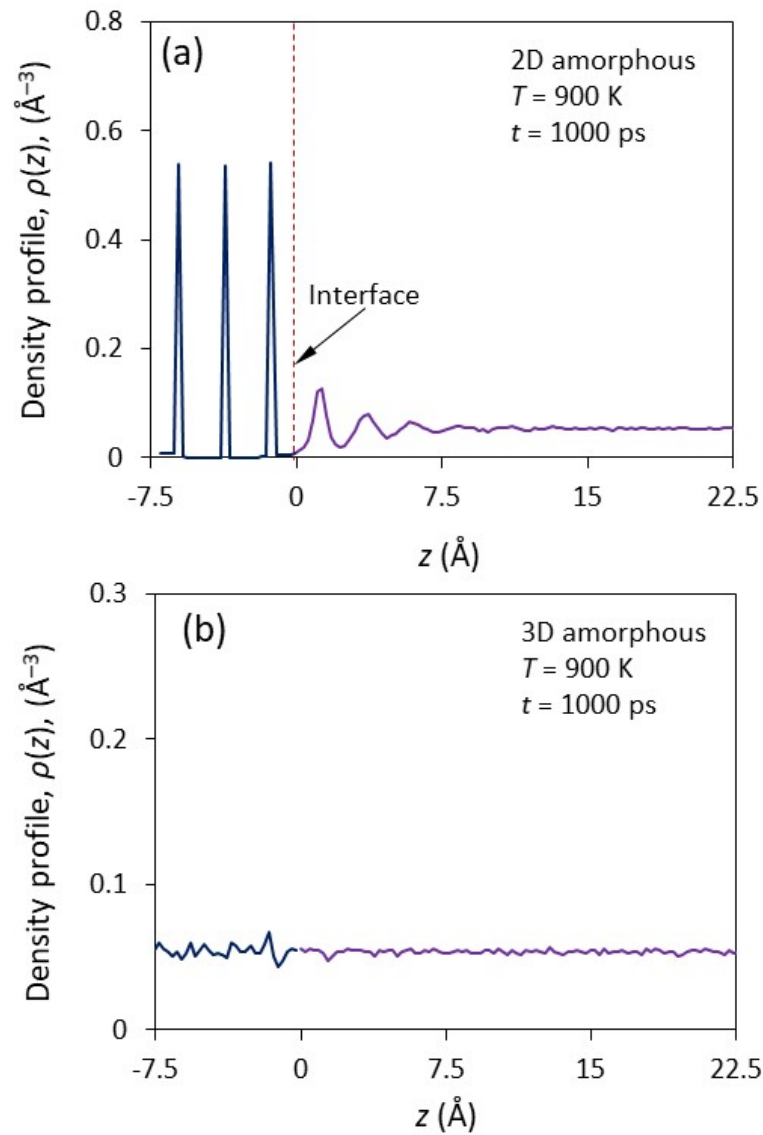 (a)
2D amorphous
T = 900 K
t = 1000 ps
Density profile, ρ(z), (Å⁻³)
0.8
0.6
0.4
0.2
0
Interface
-7.5 0 7.5 15 22.5
z (Å)
(b)
3D amorphous
T = 900 K
t = 1000 ps
Density profile, ρ(z), (Å⁻³)
0.3
0.2
0.1
0
-7.5 0 7.5 15 22.5
z (Å)